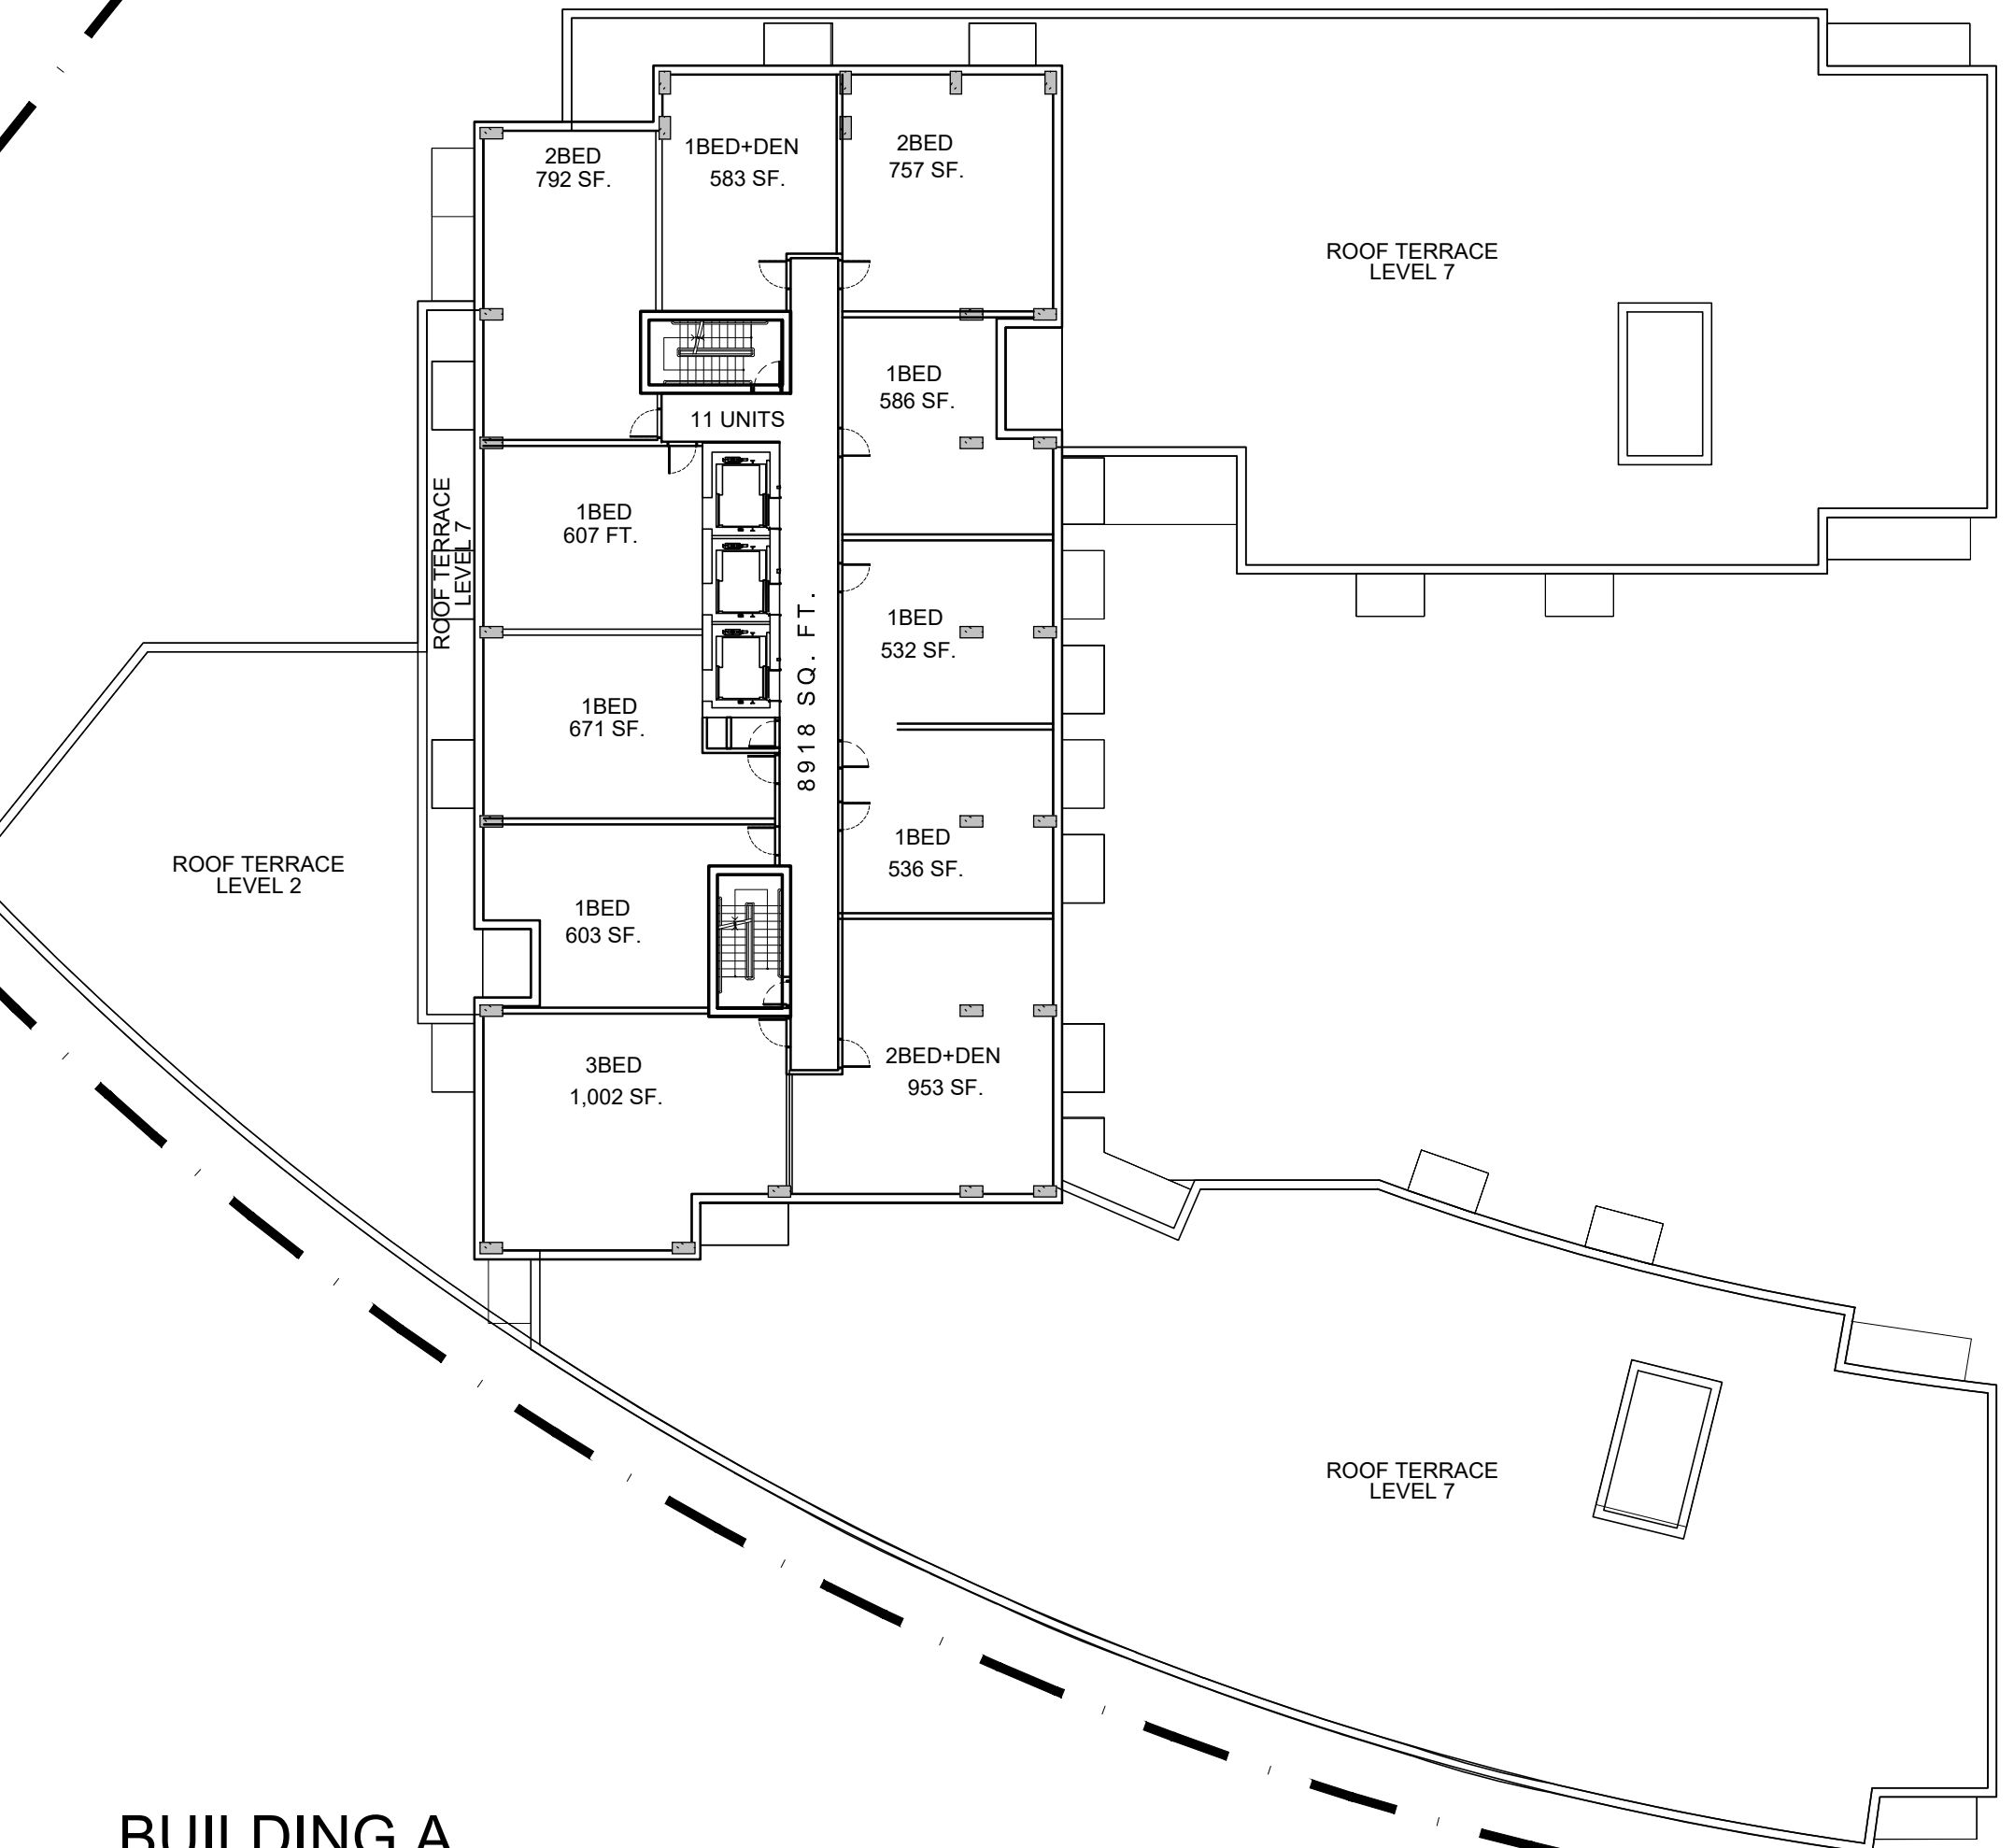 2BED
792 SF.
1BED+DEN
583 SF.
2BED
757 SF.
ROOF TERRACE
LEVEL 7
1BED
586 SF.
11 UNITS
1BED
607 FT.
ROOF TERRACE
LEVEL 7
8918 SQ. FT.
1BED
532 SF.
1BED
671 SF.
1BED
536 SF.
ROOF TERRACE
LEVEL 2
1BED
603 SF.
3BED
1,002 SF.
2BED+DEN
953 SF.
ROOF TERRACE
LEVEL 7
BUILDING A